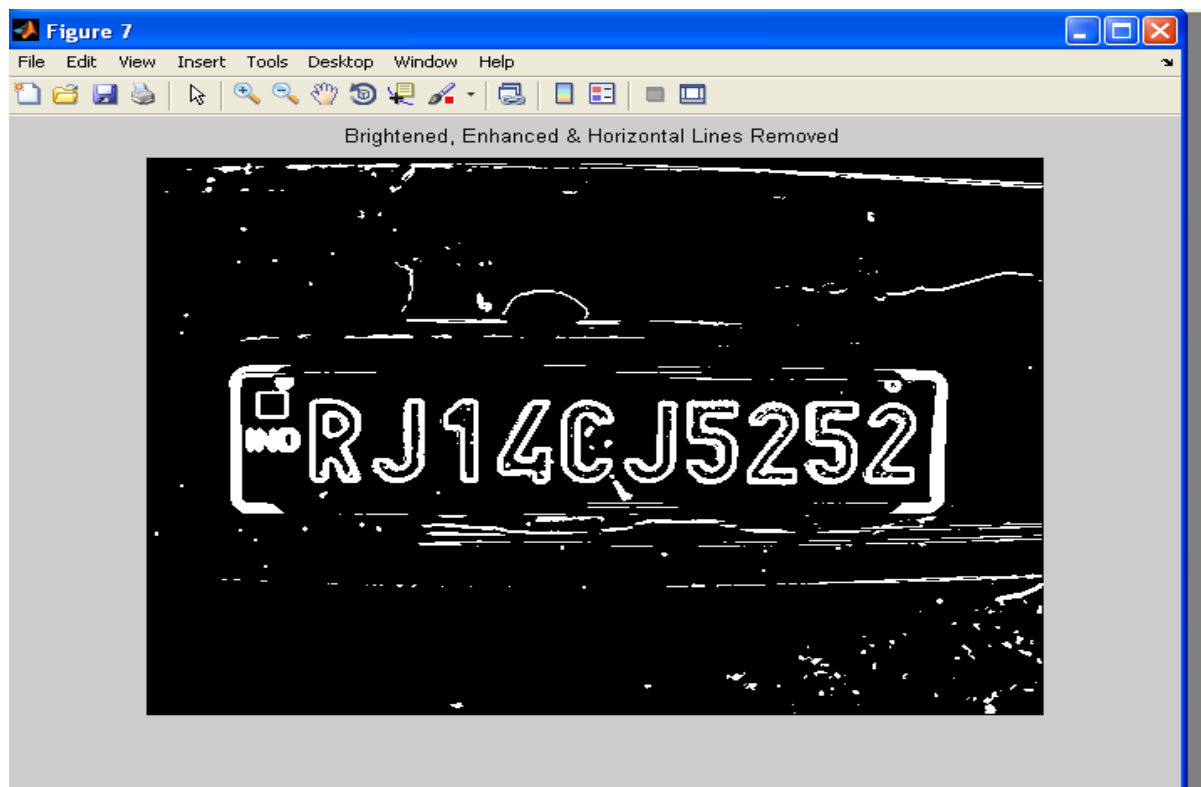 Figure 7
File Edit View Insert Tools Desktop Window Help
Brightened, Enhanced & Horizontal Lines Removed
IND
RJ14CJ5252